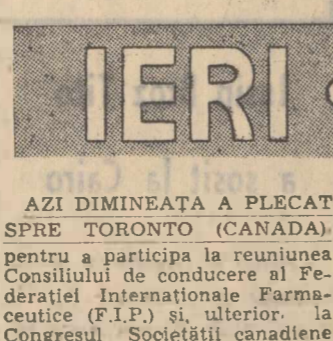 IERI
AZI DIMINEAȚA A PLECAT
SPRE TORONTO (CANADA)
pentru a participa la reuniunea
Consiliului de conducere al Fe-
derației Internaționale Farma-
ceutice (F.I.P.) și, ulterior, la
Congresul Societății canadiene